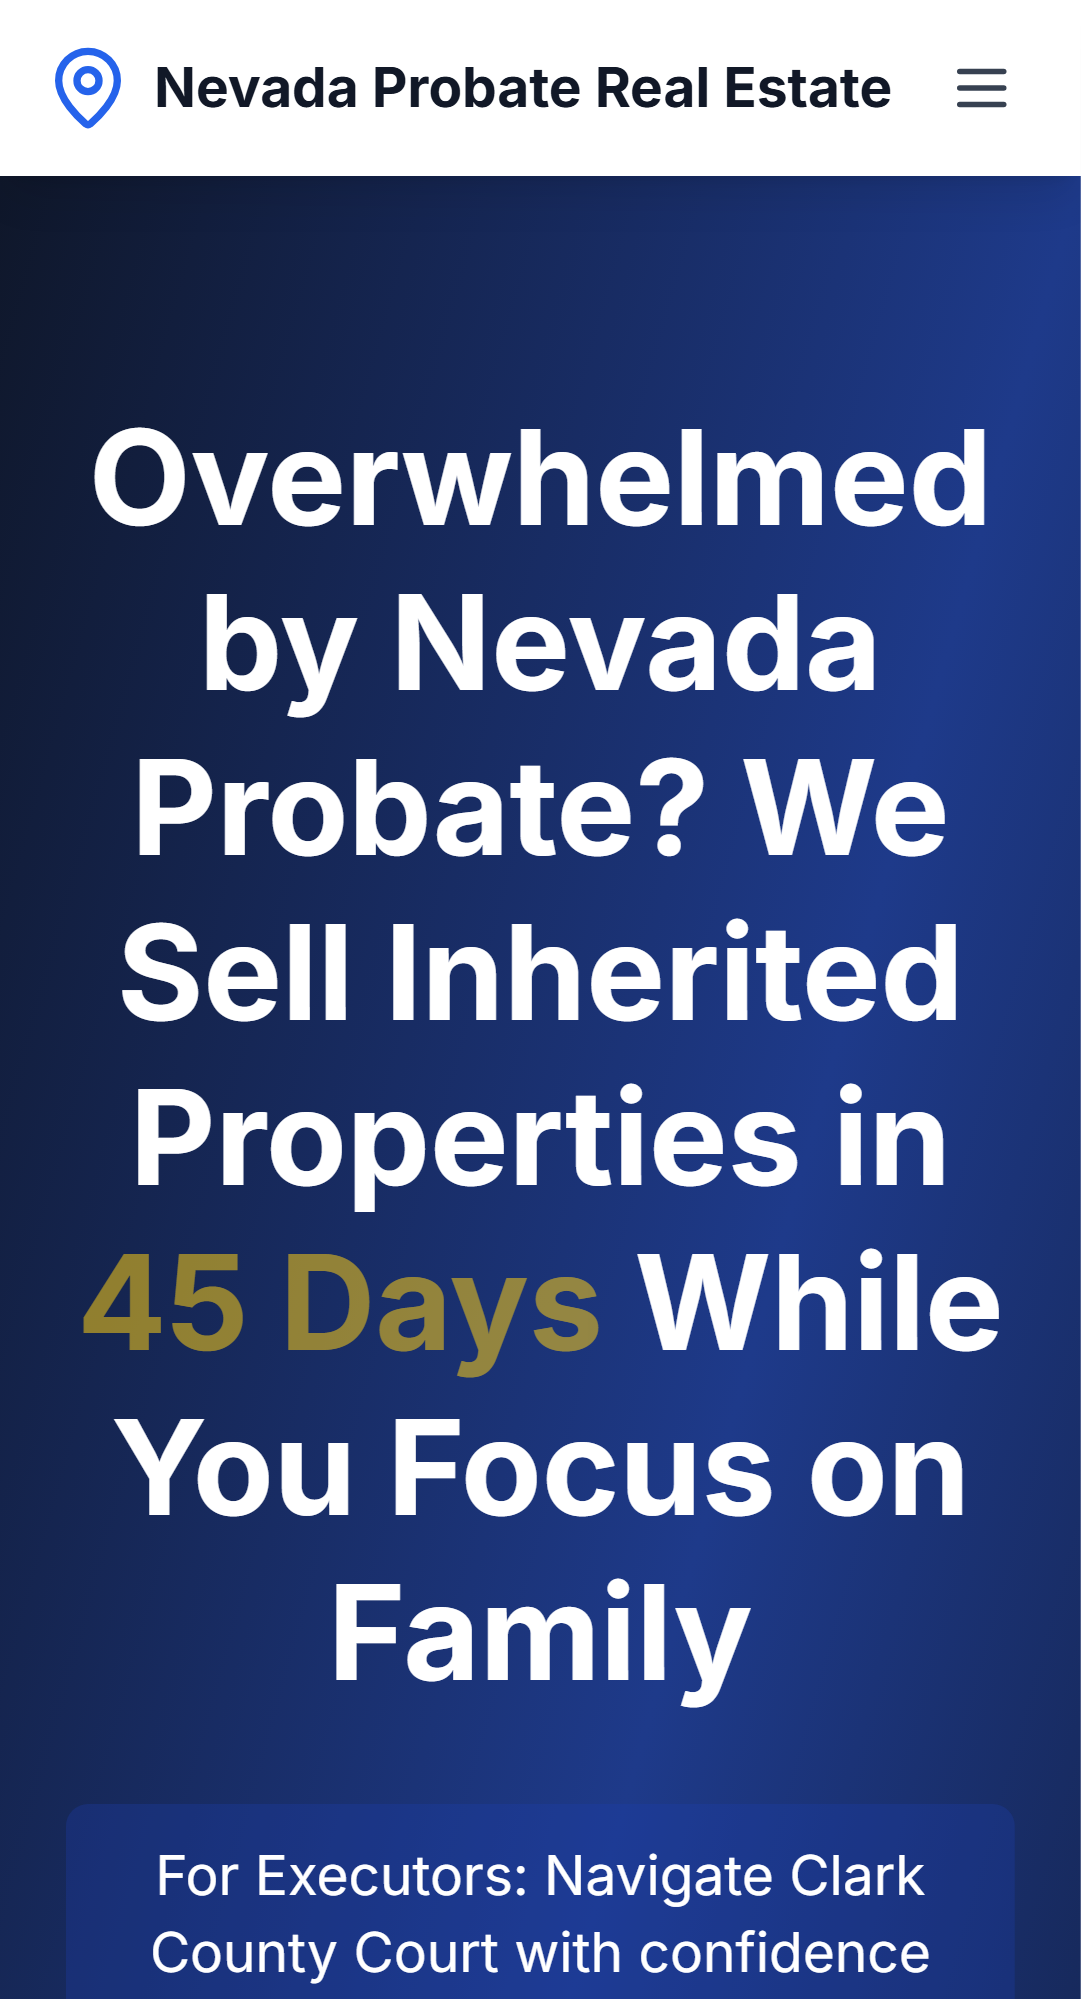 Nevada Probate Real Estate
Overwhelmed
by Nevada
Probate? We
Sell Inherited
Properties in
45 Days While
You Focus on
Family
For Executors: Navigate Clark
County Court with confidence